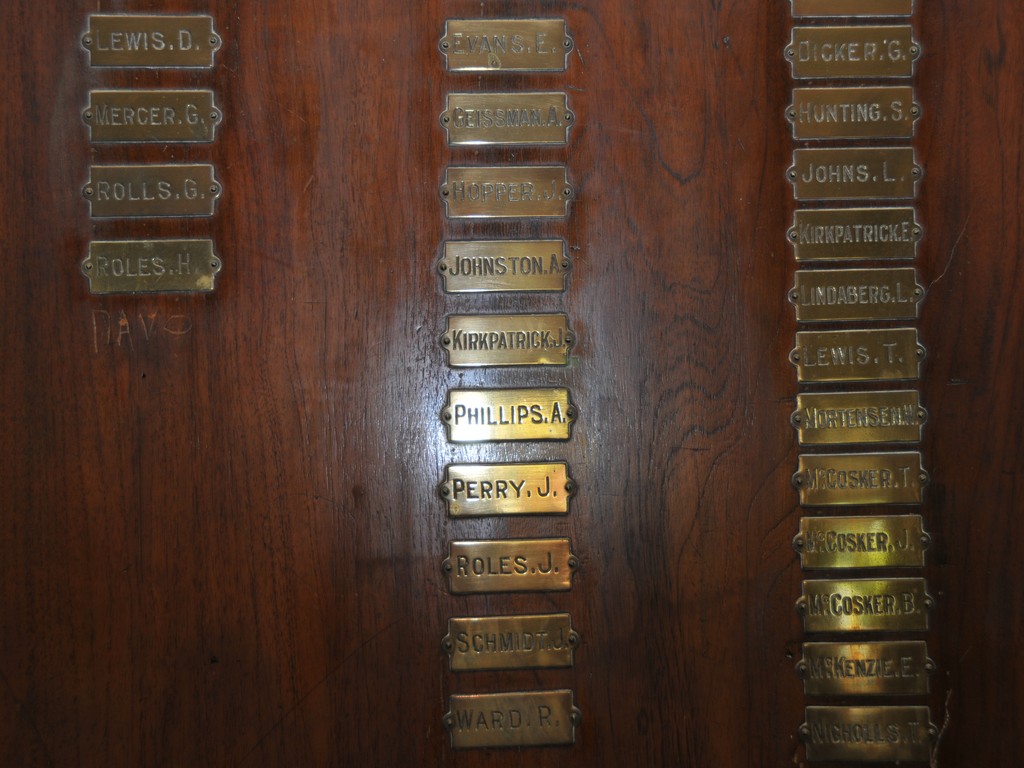 LEWIS.D.
MERCER.G.
ROLLS.G.
ROLES.H.
DAVO
EVANS.E.
GEISSMAN.A.
HOPPER.J.
JOHNSTON.A.
KIRKPATRICK.J.
PHILLIPS.A.
PERRY.J.
ROLES.J.
SCHMIDT.J.
WARD.R.
DICKER.G.
HUNTING.S.
JOHNS.L.
KIRKPATRICK.E.
LINDABERG.L.
LEWIS.T.
MORTENSEN.W.
McCOSKER.T.
McCOSKER.J.
McCOSKER.B.
McKENZIE.E.
NICHOLLS.T.